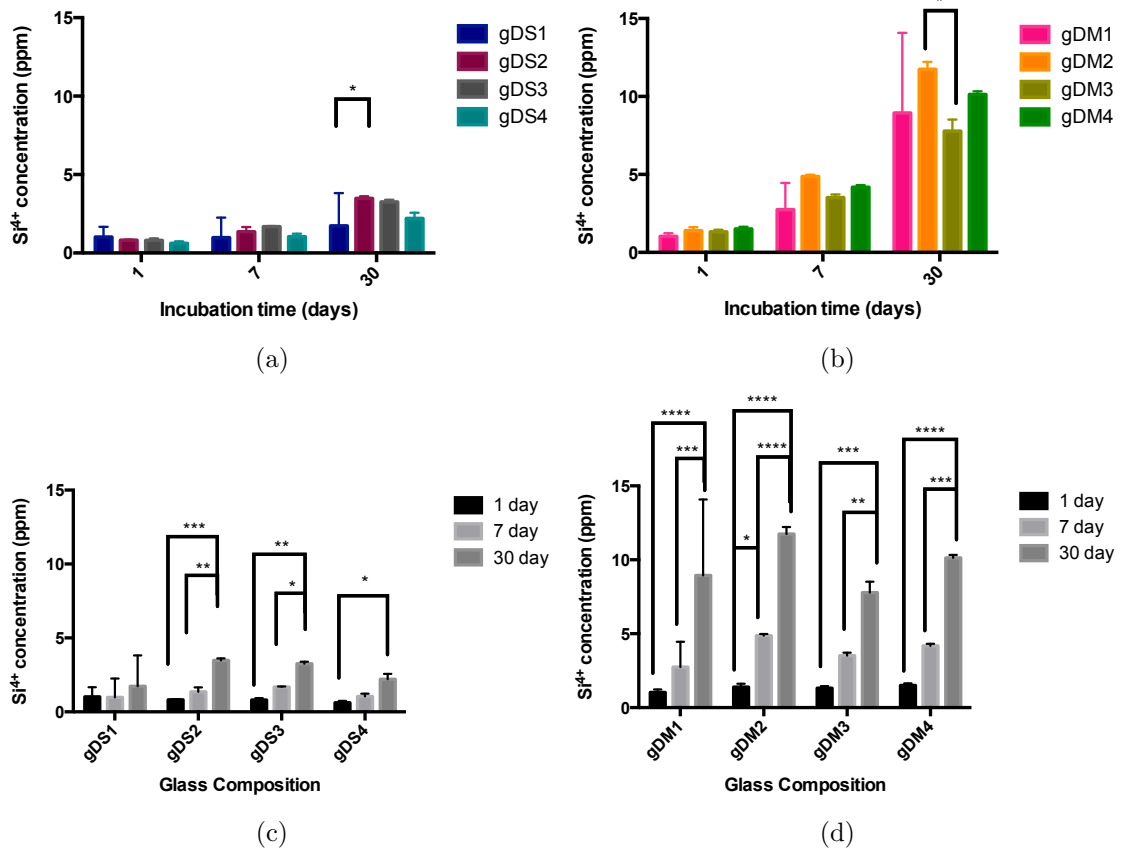 15
10
5
0
Si⁴⁺ concentration (ppm)
*
1
7
30
Incubation time (days)
gDS1
gDS2
gDS3
gDS4
(a)
15
10
5
0
Si⁴⁺ concentration (ppm)
1
7
30
Incubation time (days)
gDM1
gDM2
gDM3
gDM4
(b)
15
10
5
0
Si⁴⁺ concentration (ppm)
***
**
**
*
*
gDS1
gDS2
gDS3
gDS4
Glass Composition
1 day
7 day
30 day
(c)
15
10
5
0
Si⁴⁺ concentration (ppm)
****
***
****
****
*
***
**
****
***
gDM1
gDM2
gDM3
gDM4
Glass Composition
1 day
7 day
30 day
(d)